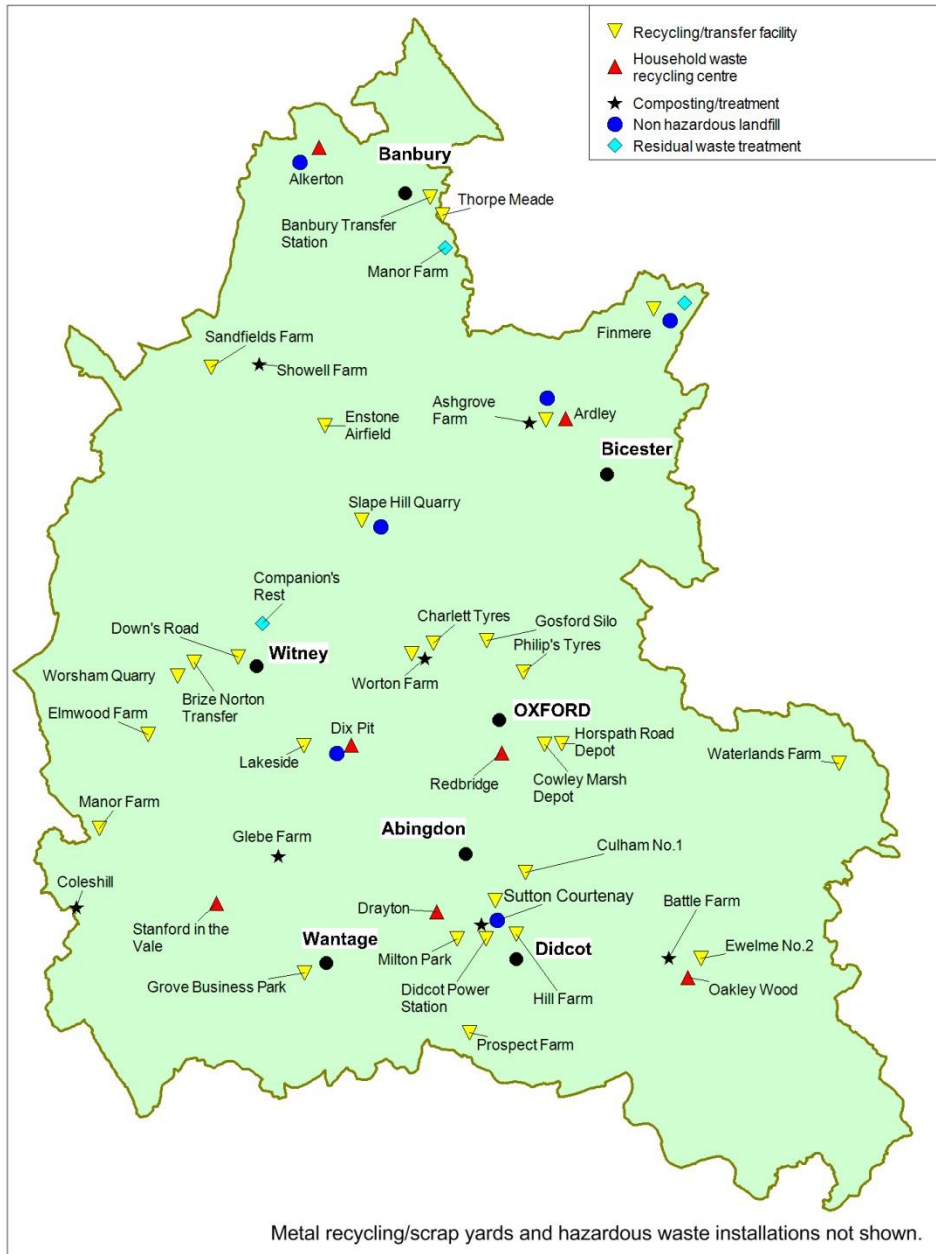 Recycling/transfer facility
Household waste
recycling centre
Composting/treatment
Non hazardous landfill
Residual waste treatment
Banbury
Alkerton
Thorpe Meade
Banbury Transfer
Station
Manor Farm
Finmere
Sandfields Farm
Showell Farm
Ashgrove
Farm
Ardley
Enstone
Airfield
Bicester
Slape Hill Quarry
Companion's
Rest
Charlett Tyres
Gosford Silo
Down's Road
Philip's Tyres
Witney
Worsham Quarry
Worton Farm
Brize Norton
Transfer
Elmwood Farm
OXFORD
Dix Pit
Horspath Road
Depot
Lakeside
Waterlands Farm
Redbridge
Cowley Marsh
Depot
Manor Farm
Abingdon
Glebe Farm
Culham No.1
Coleshill
Sutton Courtenay
Battle Farm
Drayton
Stanford in the
Vale
Wantage
Milton Park
Didcot
Ewelme No.2
Grove Business Park
Didcot Power
Station
Hill Farm
Oakley Wood
Prospect Farm
Metal recycling/scrap yards and hazardous waste installations not shown.